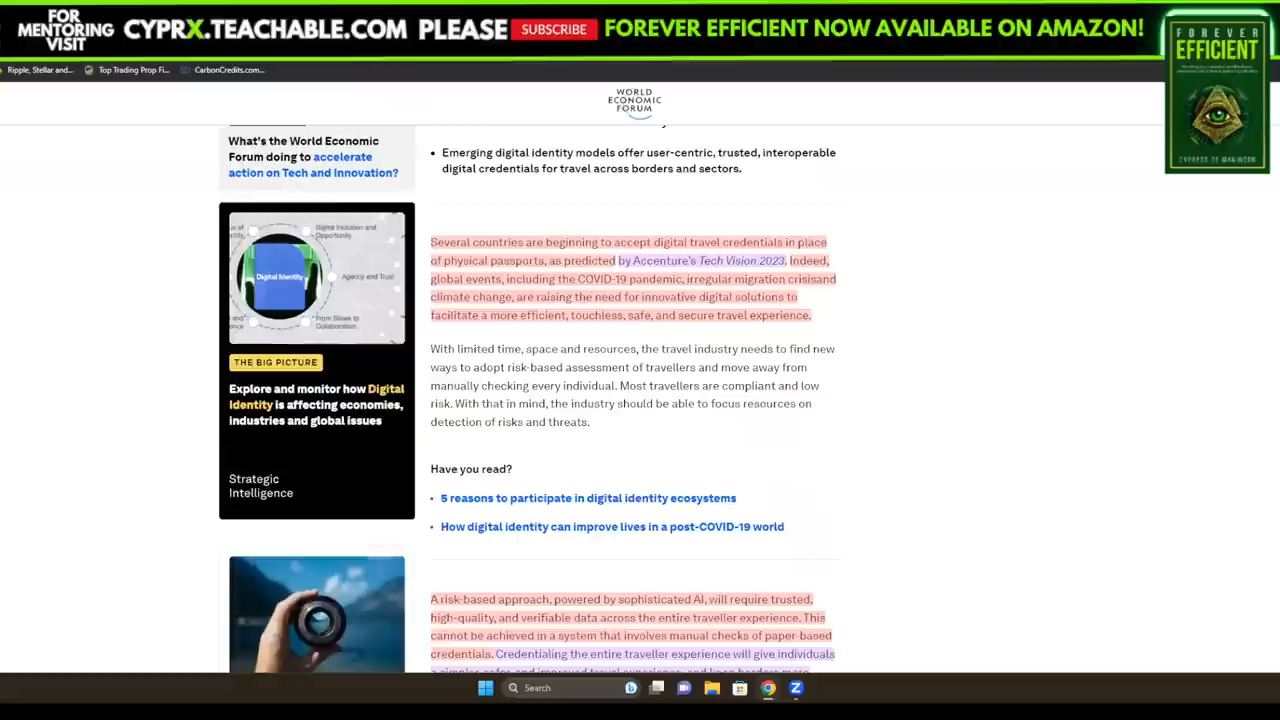 FOR
MENTORING
VISIT
CYPRX.TEACHABLE.COM PLEASE SUBSCRIBE FOREVER EFFICIENT NOW AVAILABLE ON AMAZON!
FOREVER
EFFICIENT
Ripple, Stellar and...
Top Trading Prop Fi...
CarbonCredits.com...
WORLD
ECONOMIC
FORUM
What's the World Economic
Forum doing to accelerate
action on Tech and Innovation?
Digital Inclusion and
Opportunity
Digital Identity
Agency and Trust
From Siloes to
Collaboration
THE BIG PICTURE
Explore and monitor how Digital
Identity is affecting economies,
industries and global issues
Strategic
Intelligence
• Emerging digital identity models offer user-centric, trusted, interoperable
digital credentials for travel across borders and sectors.
Several countries are beginning to accept digital travel credentials in place
of physical passports, as predicted by Accenture's Tech Vision 2023. Indeed,
global events, including the COVID-19 pandemic, irregular migration crisisand
climate change, are raising the need for innovative digital solutions to
facilitate a more efficient, touchless, safe, and secure travel experience.
With limited time, space and resources, the travel industry needs to find new
ways to adopt risk-based assessment of travellers and move away from
manually checking every individual. Most travellers are compliant and low
risk. With that in mind, the industry should be able to focus resources on
detection of risks and threats.
Have you read?
• 5 reasons to participate in digital identity ecosystems
• How digital identity can improve lives in a post-COVID-19 world
A risk-based approach, powered by sophisticated AI, will require trusted,
high-quality, and verifiable data across the entire traveller experience. This
cannot be achieved in a system that involves manual checks of paper-based
credentials. Credentialing the entire traveller experience will give individuals
Search